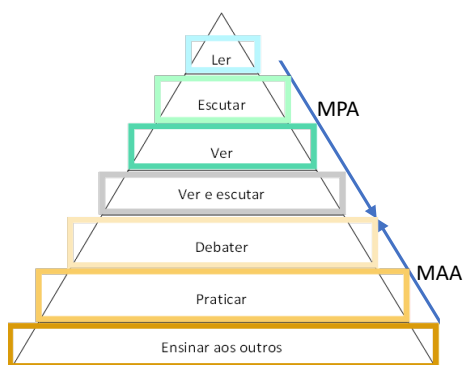 Ler
Escutar
MPA
Ver
Ver e escutar
Debater
MAA
Praticar
Ensinar aos outros